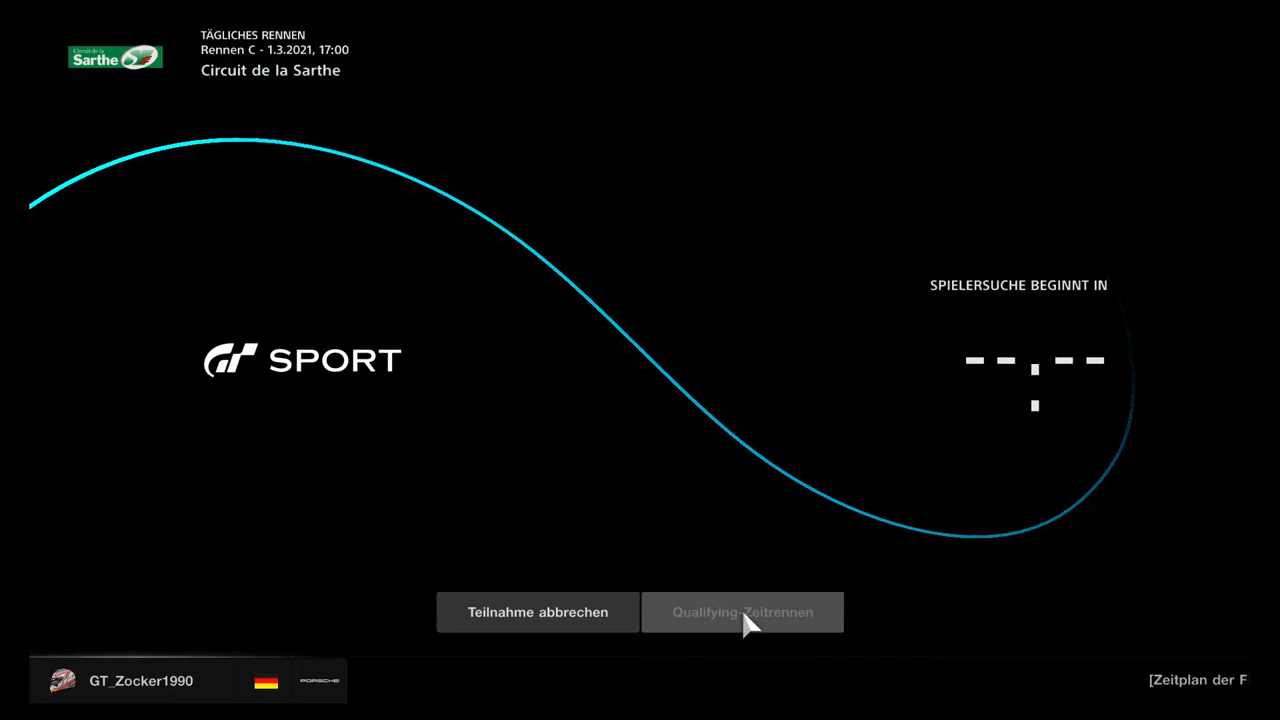 Circuit de la
Sarthe
TÄGLICHES RENNEN
Rennen C - 1.3.2021, 17:00
Circuit de la Sarthe
SPIELERSUCHE BEGINNT IN
-- : --
GT SPORT
Teilnahme abbrechen
Qualifying-Zeitrennen
GT_Zocker1990
PORSCHE
[Zeitplan der F